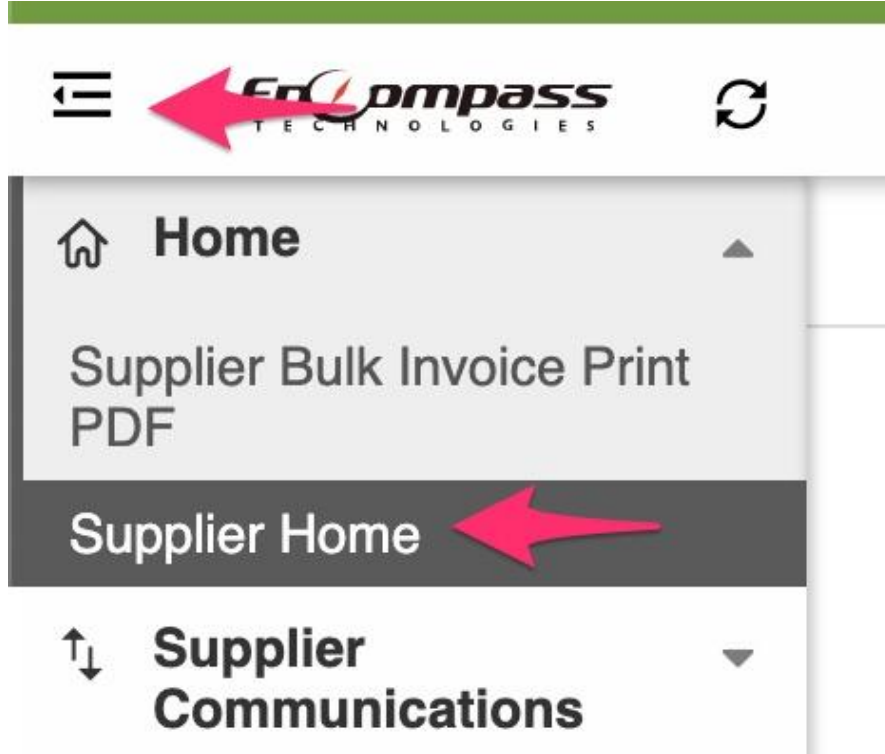 EnCompass
TECHNOLOGIES
Home
Supplier Bulk Invoice Print
PDF
Supplier Home
Supplier
Communications